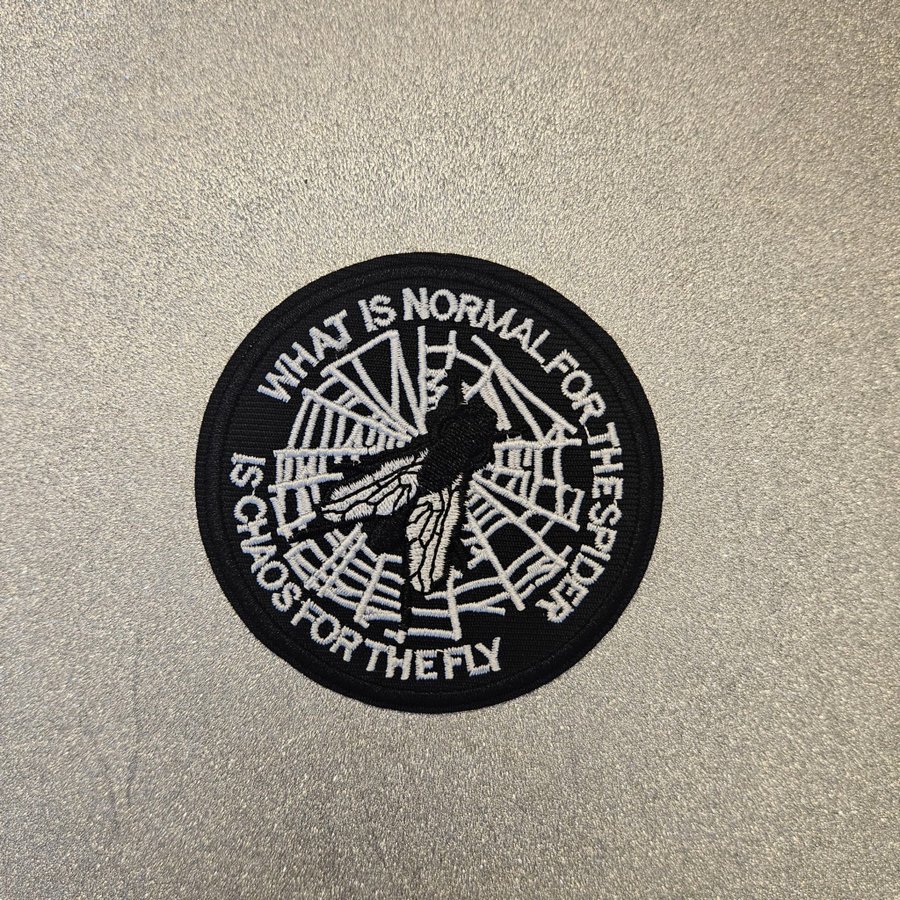 WHAT IS NORMAL FOR THE SPIDER
IS CHAOS FOR THE FLY